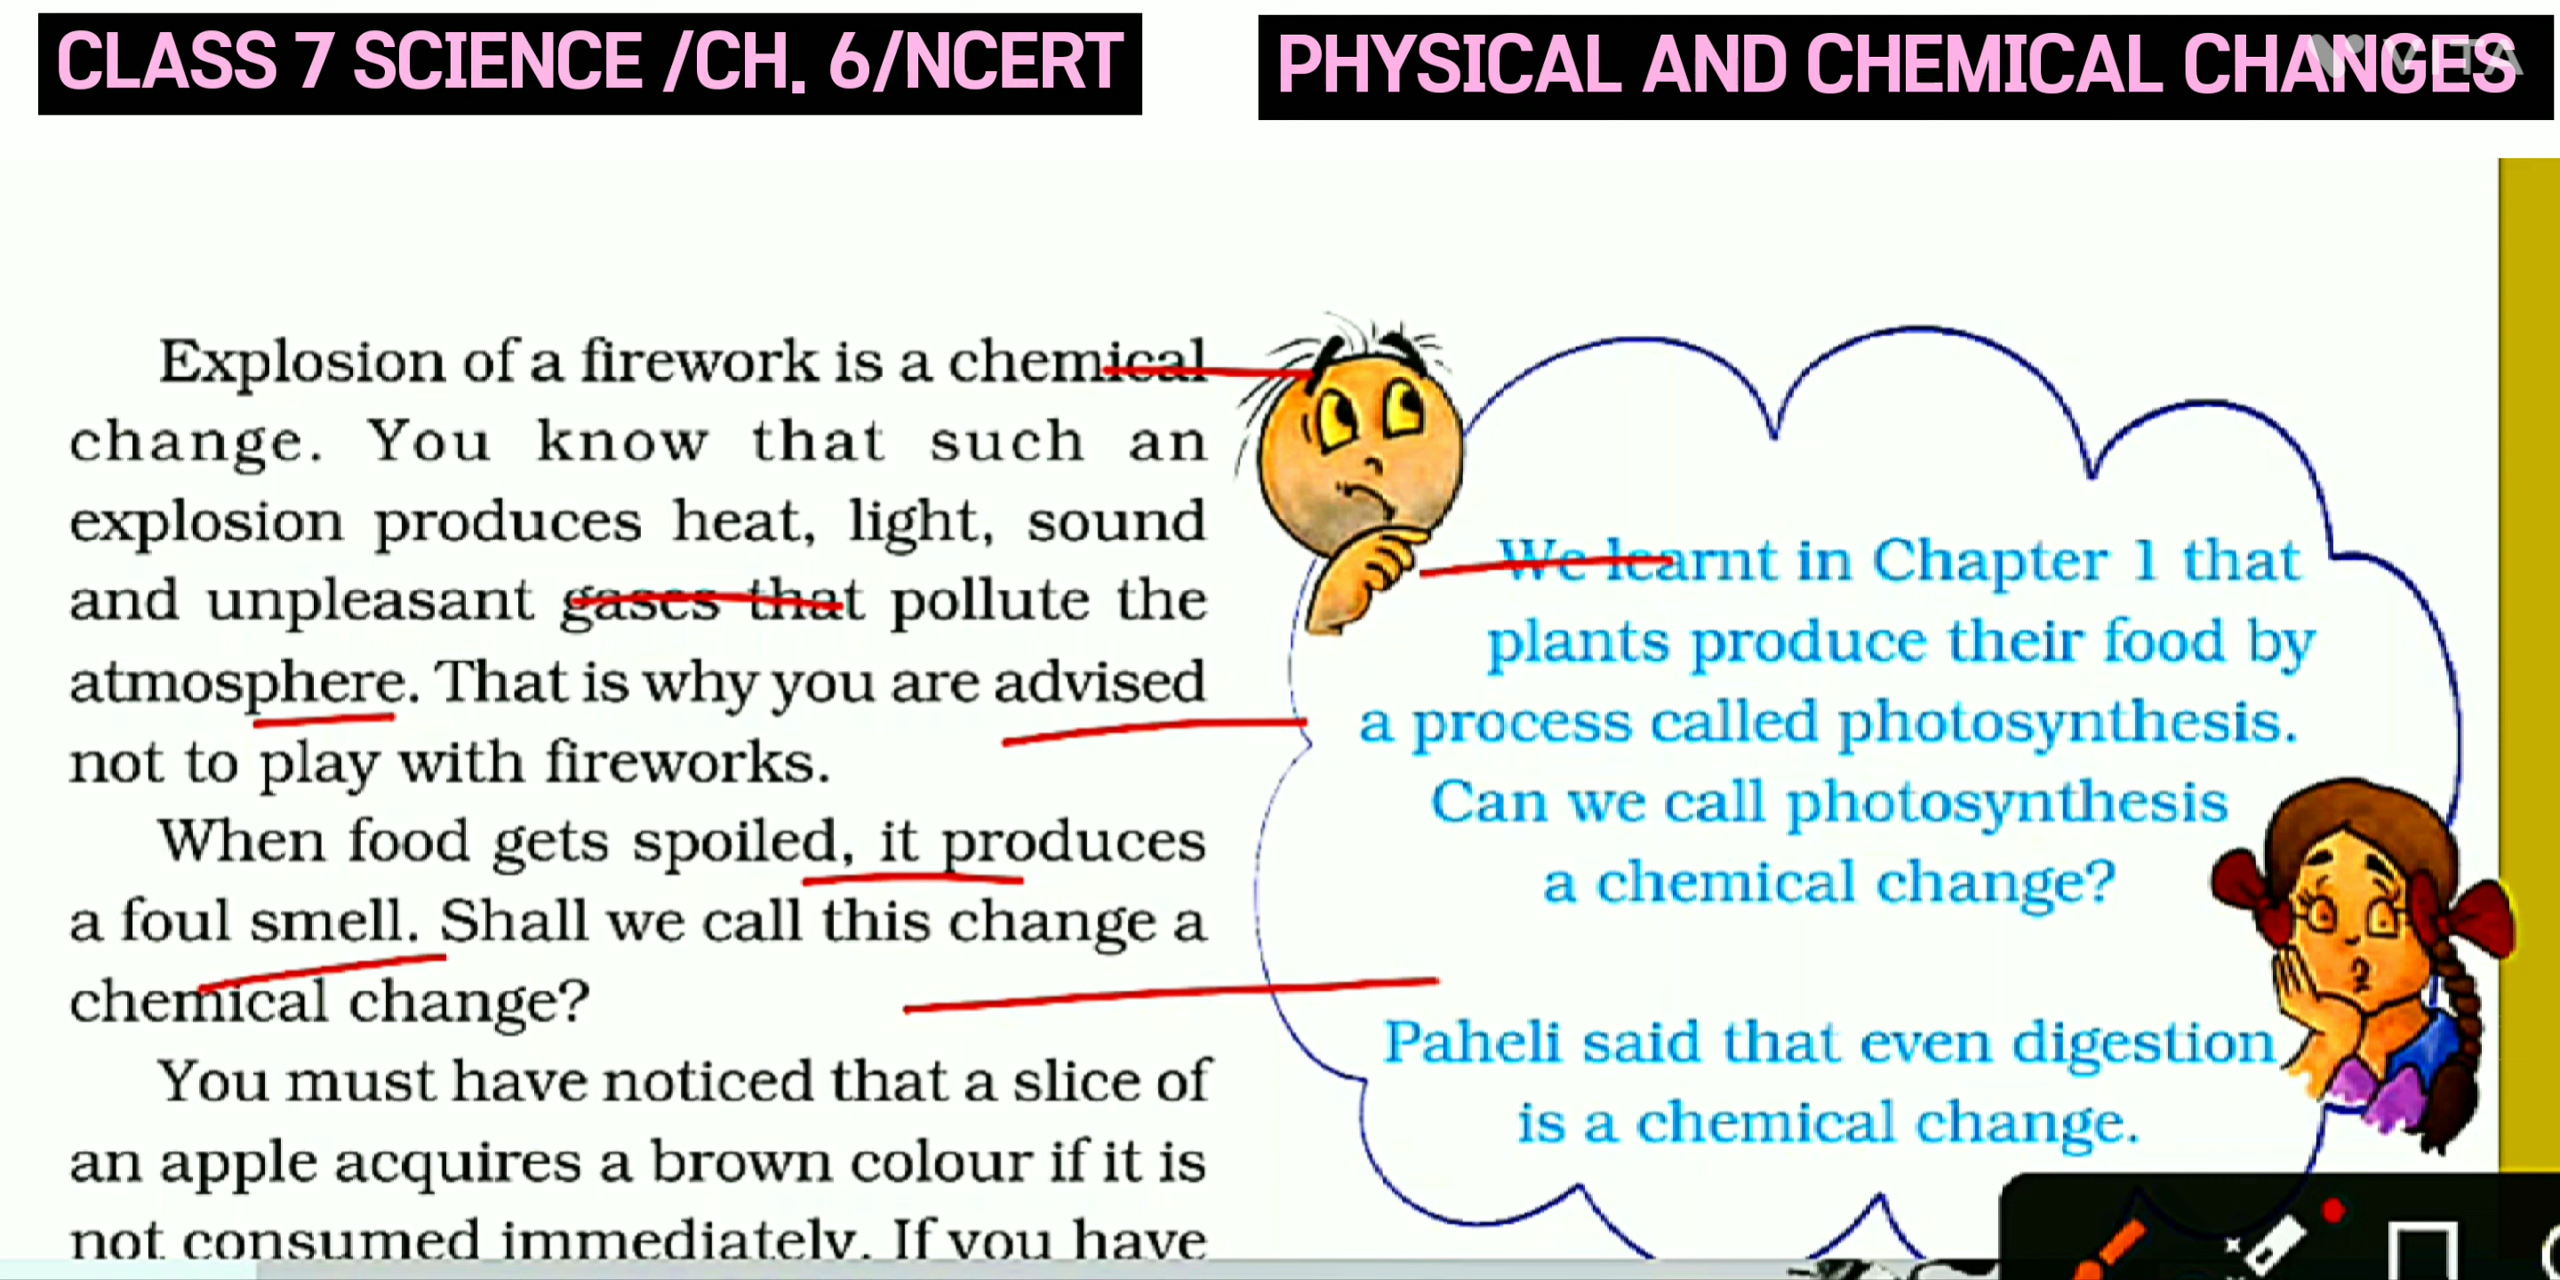 CLASS 7 SCIENCE /CH. 6/NCERT
PHYSICAL AND CHEMICAL CHANGES
VITA
Explosion of a firework is a chemical
change. You know that such an
explosion produces heat, light, sound
and unpleasant gases that pollute the
atmosphere. That is why you are advised
not to play with fireworks.
When food gets spoiled, it produces
a foul smell. Shall we call this change a
chemical change?
You must have noticed that a slice of
an apple acquires a brown colour if it is
not consumed immediately. If you have
We learnt in Chapter 1 that
plants produce their food by
a process called photosynthesis.
Can we call photosynthesis
a chemical change?
Paheli said that even digestion
is a chemical change.